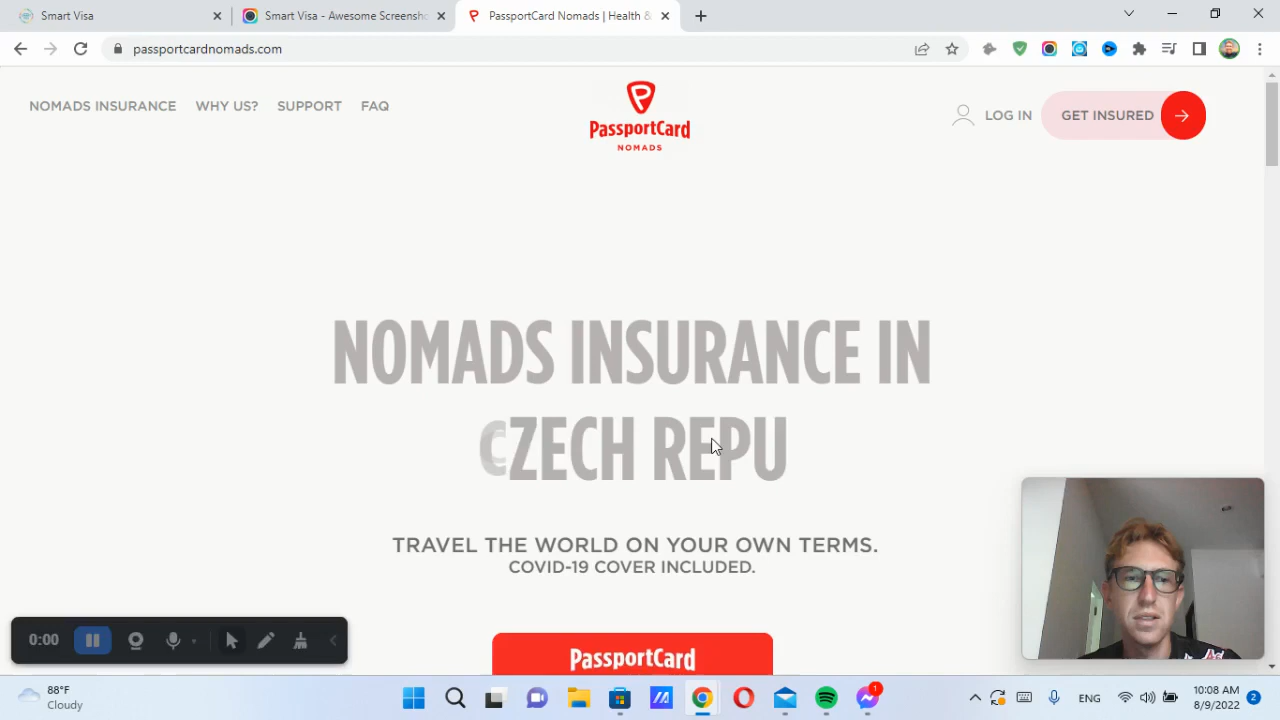 Smart Visa
Smart Visa - Awesome Screensho
PassportCard Nomads | Health &
passportcardnomads.com
NOMADS INSURANCE
WHY US?
SUPPORT
FAQ
PassportCard
NOMADS
LOG IN
GET INSURED
NOMADS INSURANCE IN
CZECH REPU
TRAVEL THE WORLD ON YOUR OWN TERMS.
COVID-19 COVER INCLUDED.
PassportCard
0:00
88°F
Cloudy
1
ENG
10:08 AM
8/9/2022
2